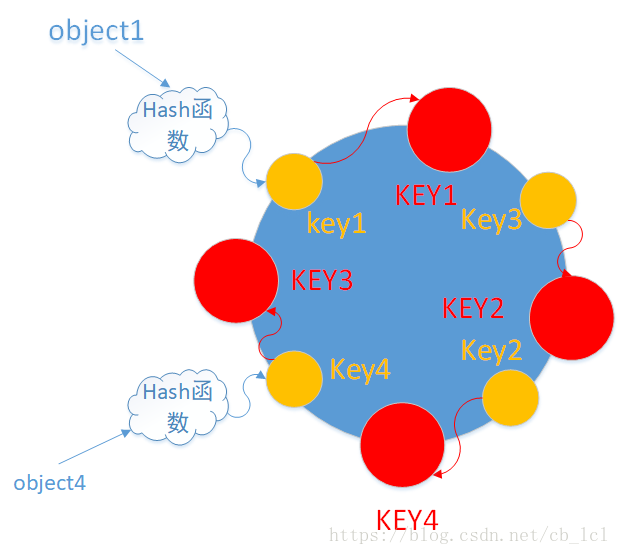 object1
Hash函
数
KEY1
key1
Key3
KEY3
KEY2
Key2
Key4
Hash函
数
object4
KEY4
https://blog.csdn.net/cb_lcl